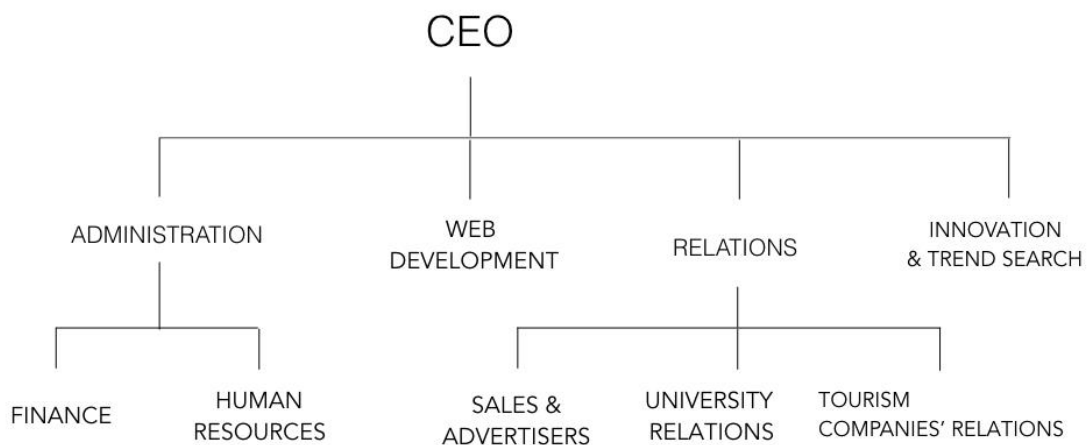 CEO
ADMINISTRATION
WEB
DEVELOPMENT
RELATIONS
INNOVATION
& TREND SEARCH
FINANCE
HUMAN
RESOURCES
SALES &
ADVERTISERS
UNIVERSITY
RELATIONS
TOURISM
COMPANIES' RELATIONS